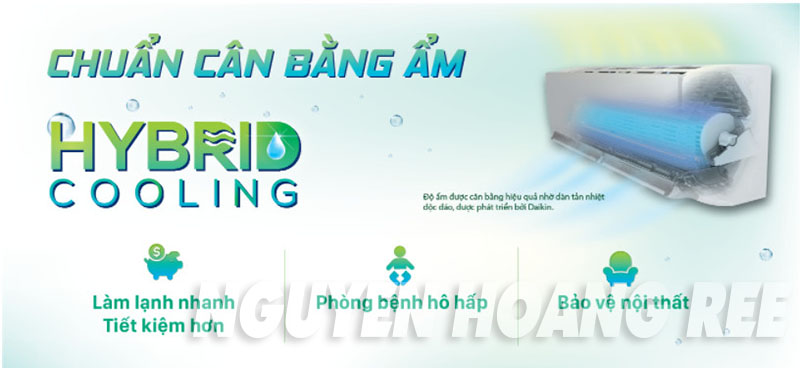 CHUẨN CÂN BẰNG ẨM
HYBRID
COOLING
Độ ẩm được cân bằng hiệu quả nhờ dàn tản nhiệt
độc đáo, được phát triển bởi Daikin.
$
Làm lạnh nhanh
Tiết kiệm hơn
Phòng bệnh hô hấp
Bảo vệ nội thất
NGUYEN HOANG REE